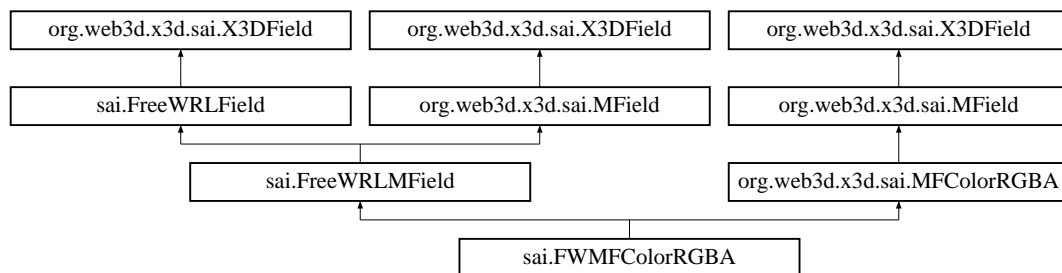 org.web3d.x3d.sai.X3DField
org.web3d.x3d.sai.X3DField
org.web3d.x3d.sai.X3DField
sai.FreeWRLField
org.web3d.x3d.sai.MField
org.web3d.x3d.sai.MField
sai.FreeWRLMField
org.web3d.x3d.sai.MFColorRGBA
sai.FWMFColorRGBA